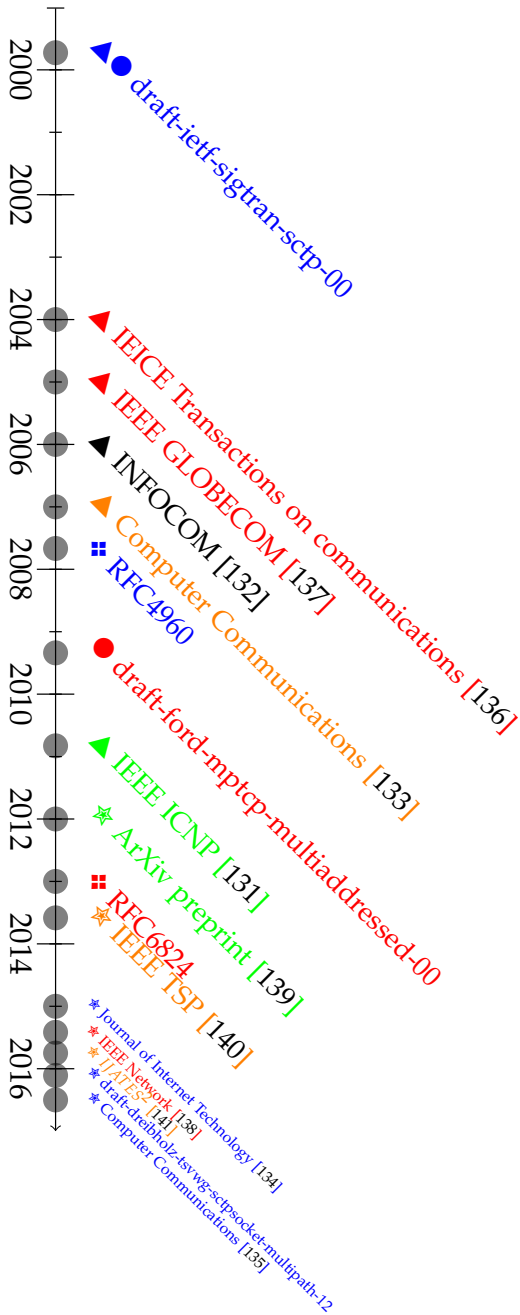 2000
2002
2004
2006
2008
2010
2012
2014
2016
draft-ietf-sigtran-sctp-00
IEICE Transactions on communications [136]
IEEE GLOBECOM [137]
INFOCOM [132]
Computer Communications [133]
RFC4960
draft-ford-mptcp-multiaddressed-00
IEEE ICNP [131]
ArXiv preprint [139]
RFC6824
IEEE TSP [140]
Journal of Internet Technology [134]
IEEE Network [138]
IJATES² [141]
draft-dreibholz-tsvwg-sctpsocket-multipath-12
Computer Communications [135]